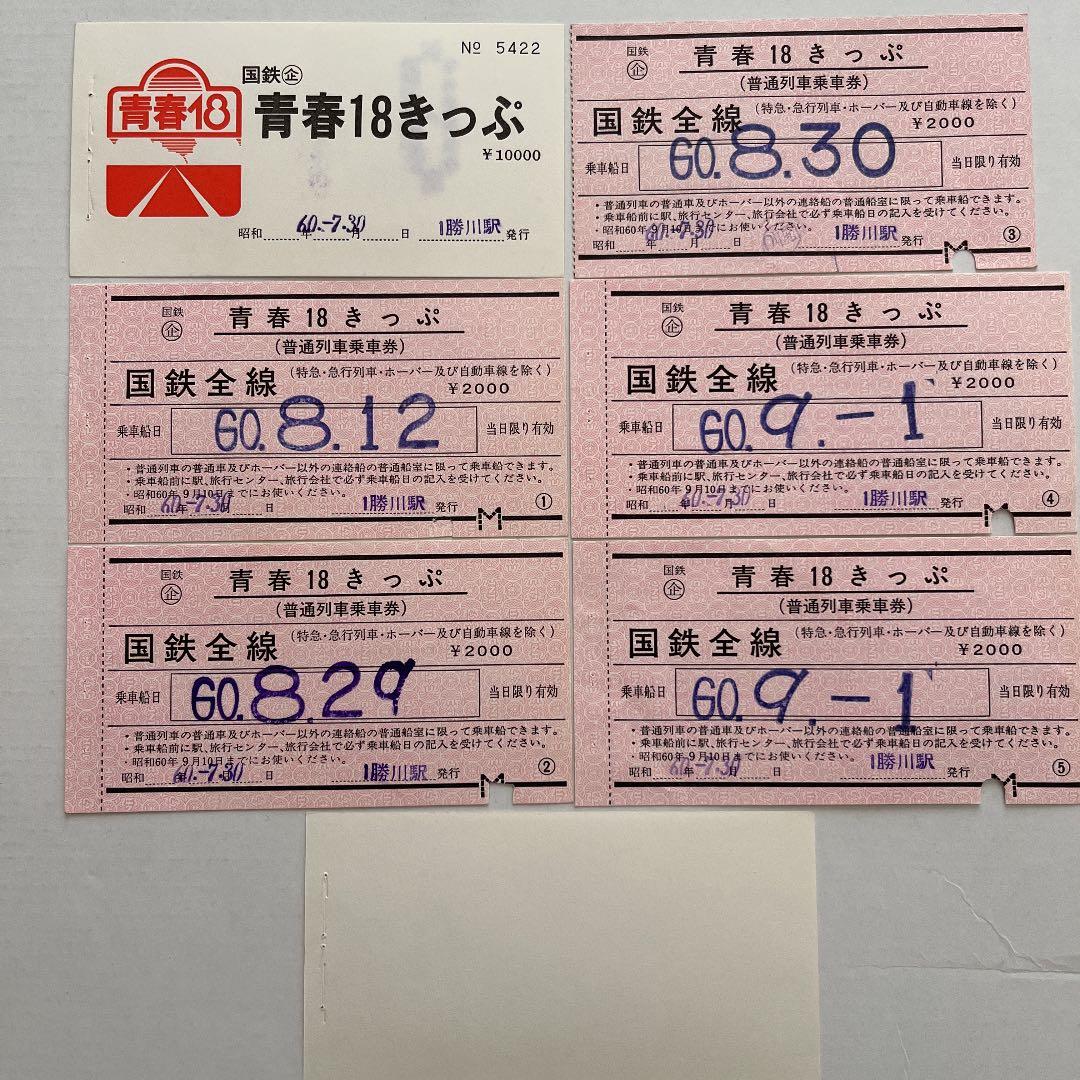 № 5422
青春18
国鉄㊭
青春18きっぷ
￥10000
昭和 60.-7.30 年 月 日 1勝川駅 発行
国鉄
㊭
青春18きっぷ
(普通列車乗車券)
国鉄全線
(特急・急行列車・ホーバー及び自動車線を除く)
￥2000
乗車船日 60.8.30 当日限り有効
・普通列車の普通車及びホーバー以外の連絡船の普通船室に限って乗車船できます。
・乗車船前に駅、旅行センター、旅行会社で必ず乗車船日の記入を受けてください。
・昭和60年9月10日までにお使いください。
昭和 60.-7.30 年 月 日 1勝川駅 発行
③
国鉄
㊭
青春18きっぷ
(普通列車乗車券)
国鉄全線
(特急・急行列車・ホーバー及び自動車線を除く)
￥2000
乗車船日 60.8.12 当日限り有効
・普通列車の普通車及びホーバー以外の連絡船の普通船室に限って乗車船できます。
・乗車船前に駅、旅行センター、旅行会社で必ず乗車船日の記入を受けてください。
・昭和60年9月10日までにお使いください。
昭和 60.-7.30 年 月 日 1勝川駅 発行
①
国鉄
㊭
青春18きっぷ
(普通列車乗車券)
国鉄全線
(特急・急行列車・ホーバー及び自動車線を除く)
￥2000
乗車船日 60.9.-1 当日限り有効
・普通列車の普通車及びホーバー以外の連絡船の普通船室に限って乗車船できます。
・乗車船前に駅、旅行センター、旅行会社で必ず乗車船日の記入を受けてください。
・昭和60年9月10日までにお使いください。
昭和 60.-7.30 年 月 日 1勝川駅 発行
④
国鉄
㊭
青春18きっぷ
(普通列車乗車券)
国鉄全線
(特急・急行列車・ホーバー及び自動車線を除く)
￥2000
乗車船日 60.8.29 当日限り有効
・普通列車の普通車及びホーバー以外の連絡船の普通船室に限って乗車船できます。
・乗車船前に駅、旅行センター、旅行会社で必ず乗車船日の記入を受けてください。
・昭和60年9月10日までにお使いください。
昭和 60.-7.30 年 月 日 1勝川駅 発行
②
国鉄
㊭
青春18きっぷ
(普通列車乗車券)
国鉄全線
(特急・急行列車・ホーバー及び自動車線を除く)
￥2000
乗車船日 60.9.-1 当日限り有効
・普通列車の普通車及びホーバー以外の連絡船の普通船室に限って乗車船できます。
・乗車船前に駅、旅行センター、旅行会社で必ず乗車船日の記入を受けてください。
・昭和60年9月10日までにお使いください。
昭和 60.-7.30 年 月 日 1勝川駅 発行
⑤